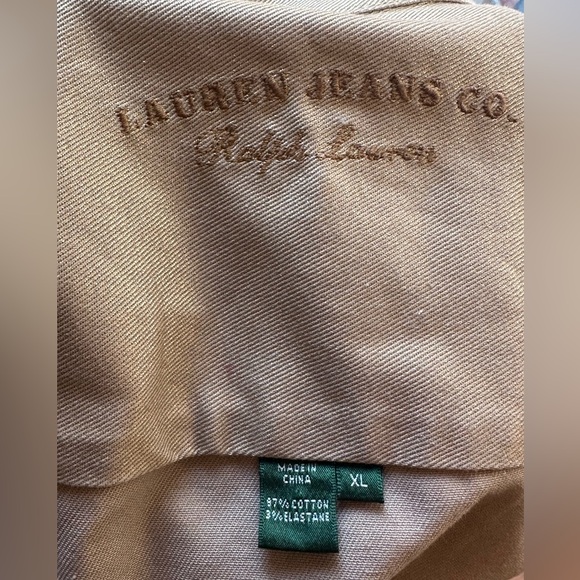 LAUREN JEANS CO.
Ralph Lauren
MADE IN
CHINA
XL
97% COTTON
3% ELASTANE